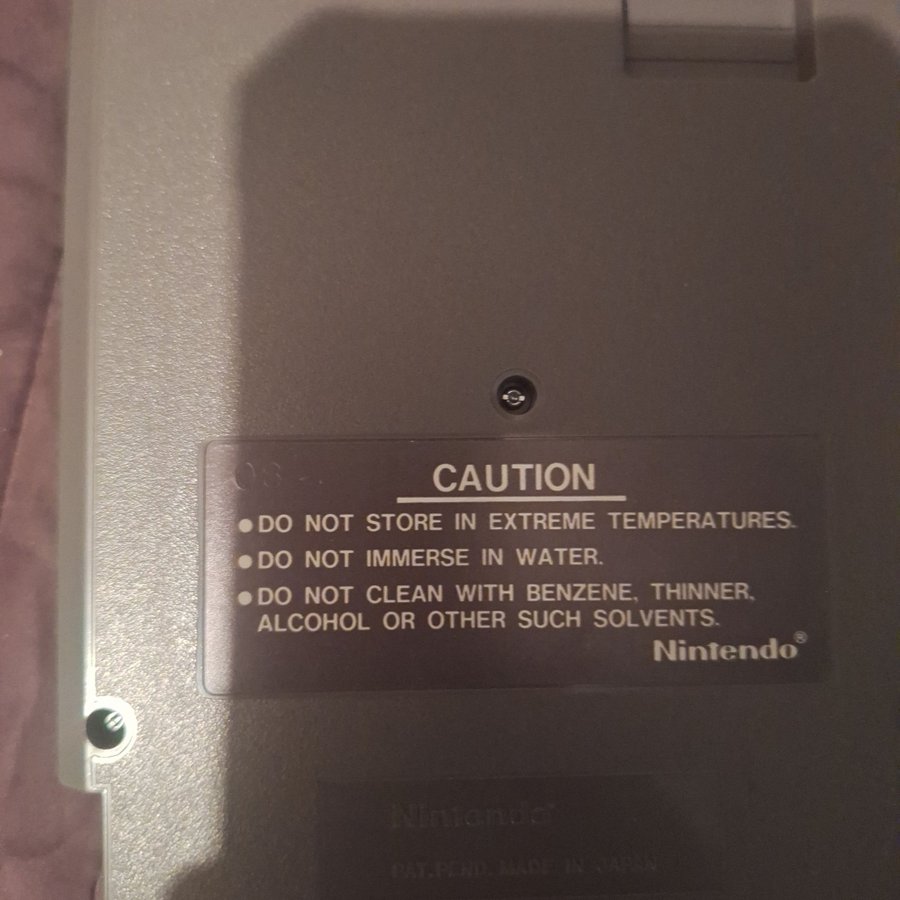 CAUTION
•DO NOT STORE IN EXTREME TEMPERATURES.
•DO NOT IMMERSE IN WATER.
•DO NOT CLEAN WITH BENZENE, THINNER,
ALCOHOL OR OTHER SUCH SOLVENTS.
Nintendo®
Nintendo®
PAT.PEND. MADE IN JAPAN